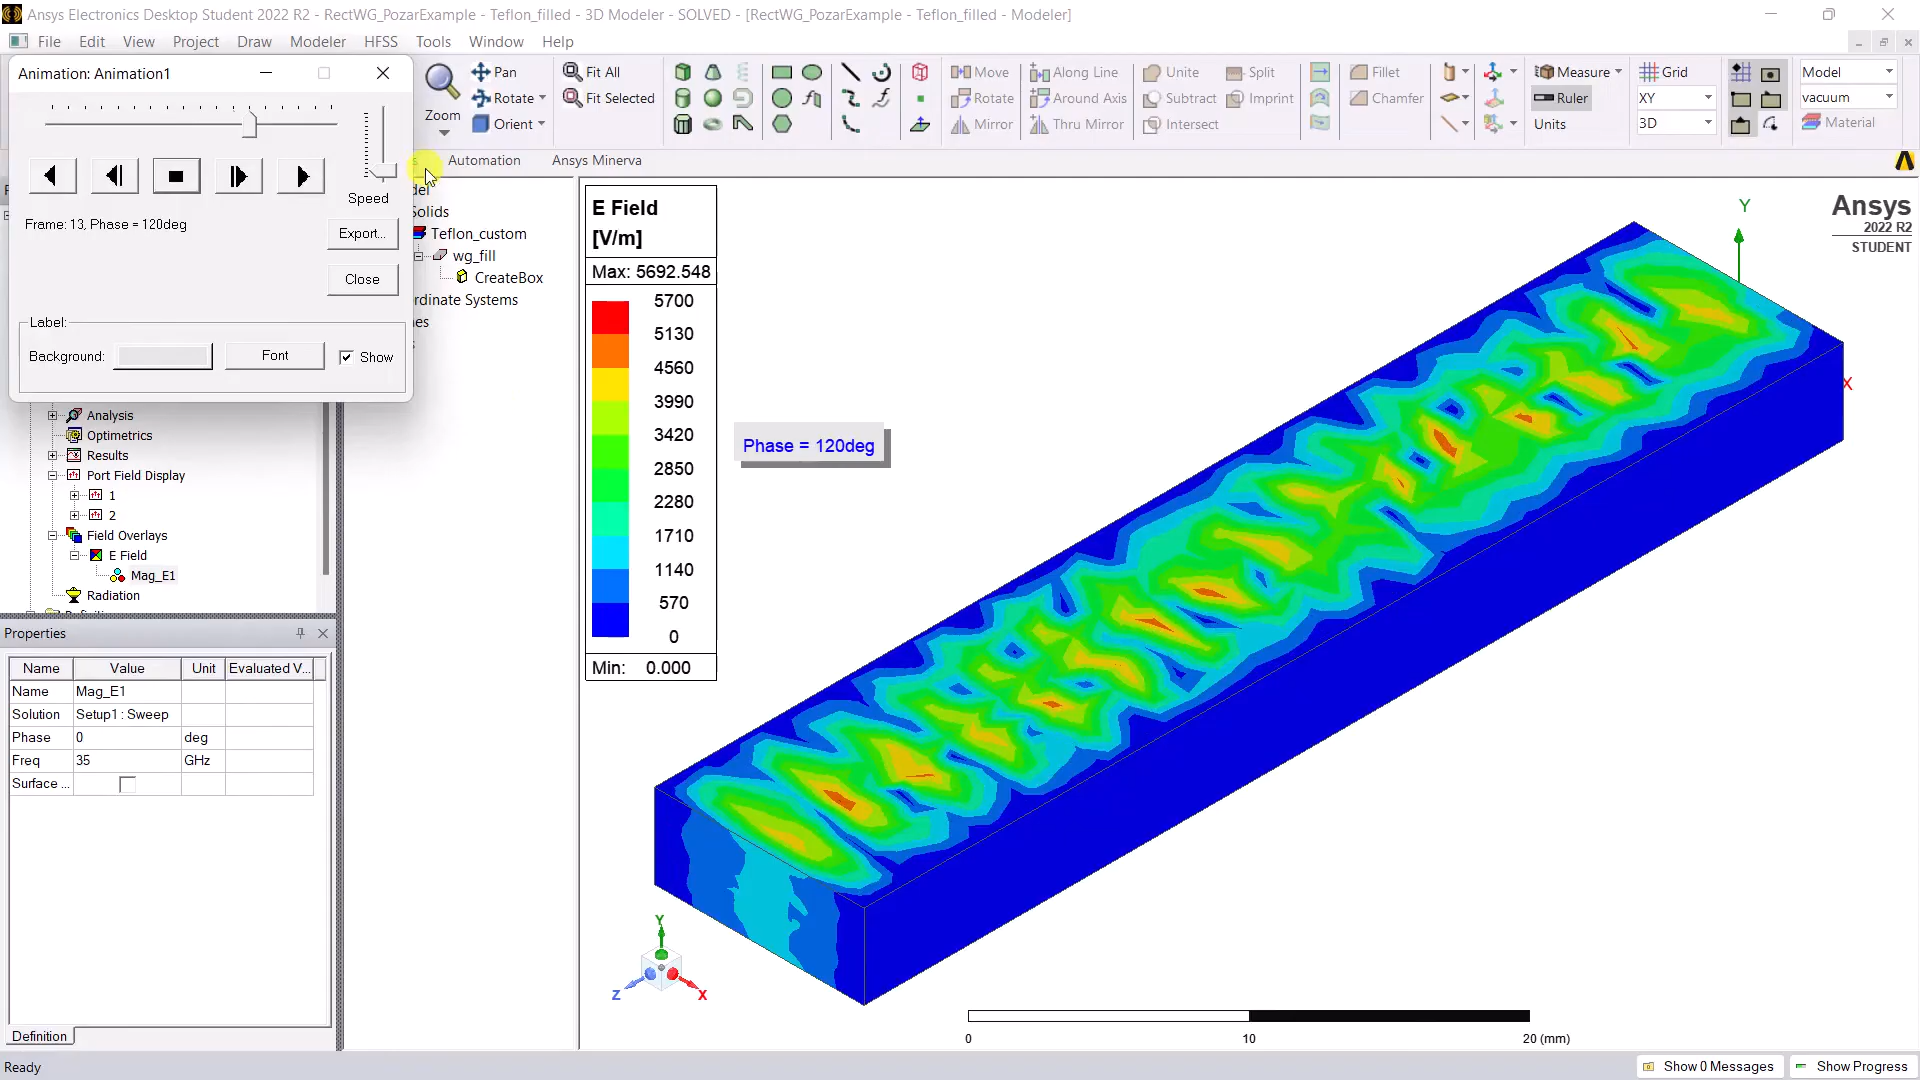 Ansys Electronics Desktop Student 2022 R2 - RectWG_PozarExample - Teflon_filled - 3D Modeler - SOLVED - [RectWG_PozarExample - Teflon_filled - Modeler]
File Edit View Project Draw Modeler HFSS Tools Window Help
Animation: Animation1
Speed
Frame: 13, Phase = 120deg
Export...
Close
Label:
Background: Font Show
Zoom
Pan
Rotate
Orient
Fit All
Fit Selected
Move
Rotate
Mirror
Along Line
Around Axis
Thru Mirror
Unite
Subtract
Intersect
Split
Imprint
Fillet
Chamfer
Measure
Ruler
Units
Grid
XY
3D
Model
vacuum
Material
Automation Ansys Minerva
del
Solids
Teflon_custom
wg_fill
CreateBox
rdinate Systems
es
Analysis
Optimetrics
Results
Port Field Display
1
2
Field Overlays
E Field
Mag_E1
Radiation
Properties
Name Value Unit Evaluated V...
Name Mag_E1
Solution Setup1 : Sweep
Phase 0 deg
Freq 35 GHz
Surface ...
Definition
E Field
[V/m]
Max: 5692.548
5700
5130
4560
3990
3420
2850
2280
1710
1140
570
0
Min: 0.000
Phase = 120deg
Y
X
Ansys
2022 R2
STUDENT
Y
Z
X
0 10 20 (mm)
Ready
Show 0 Messages Show Progress